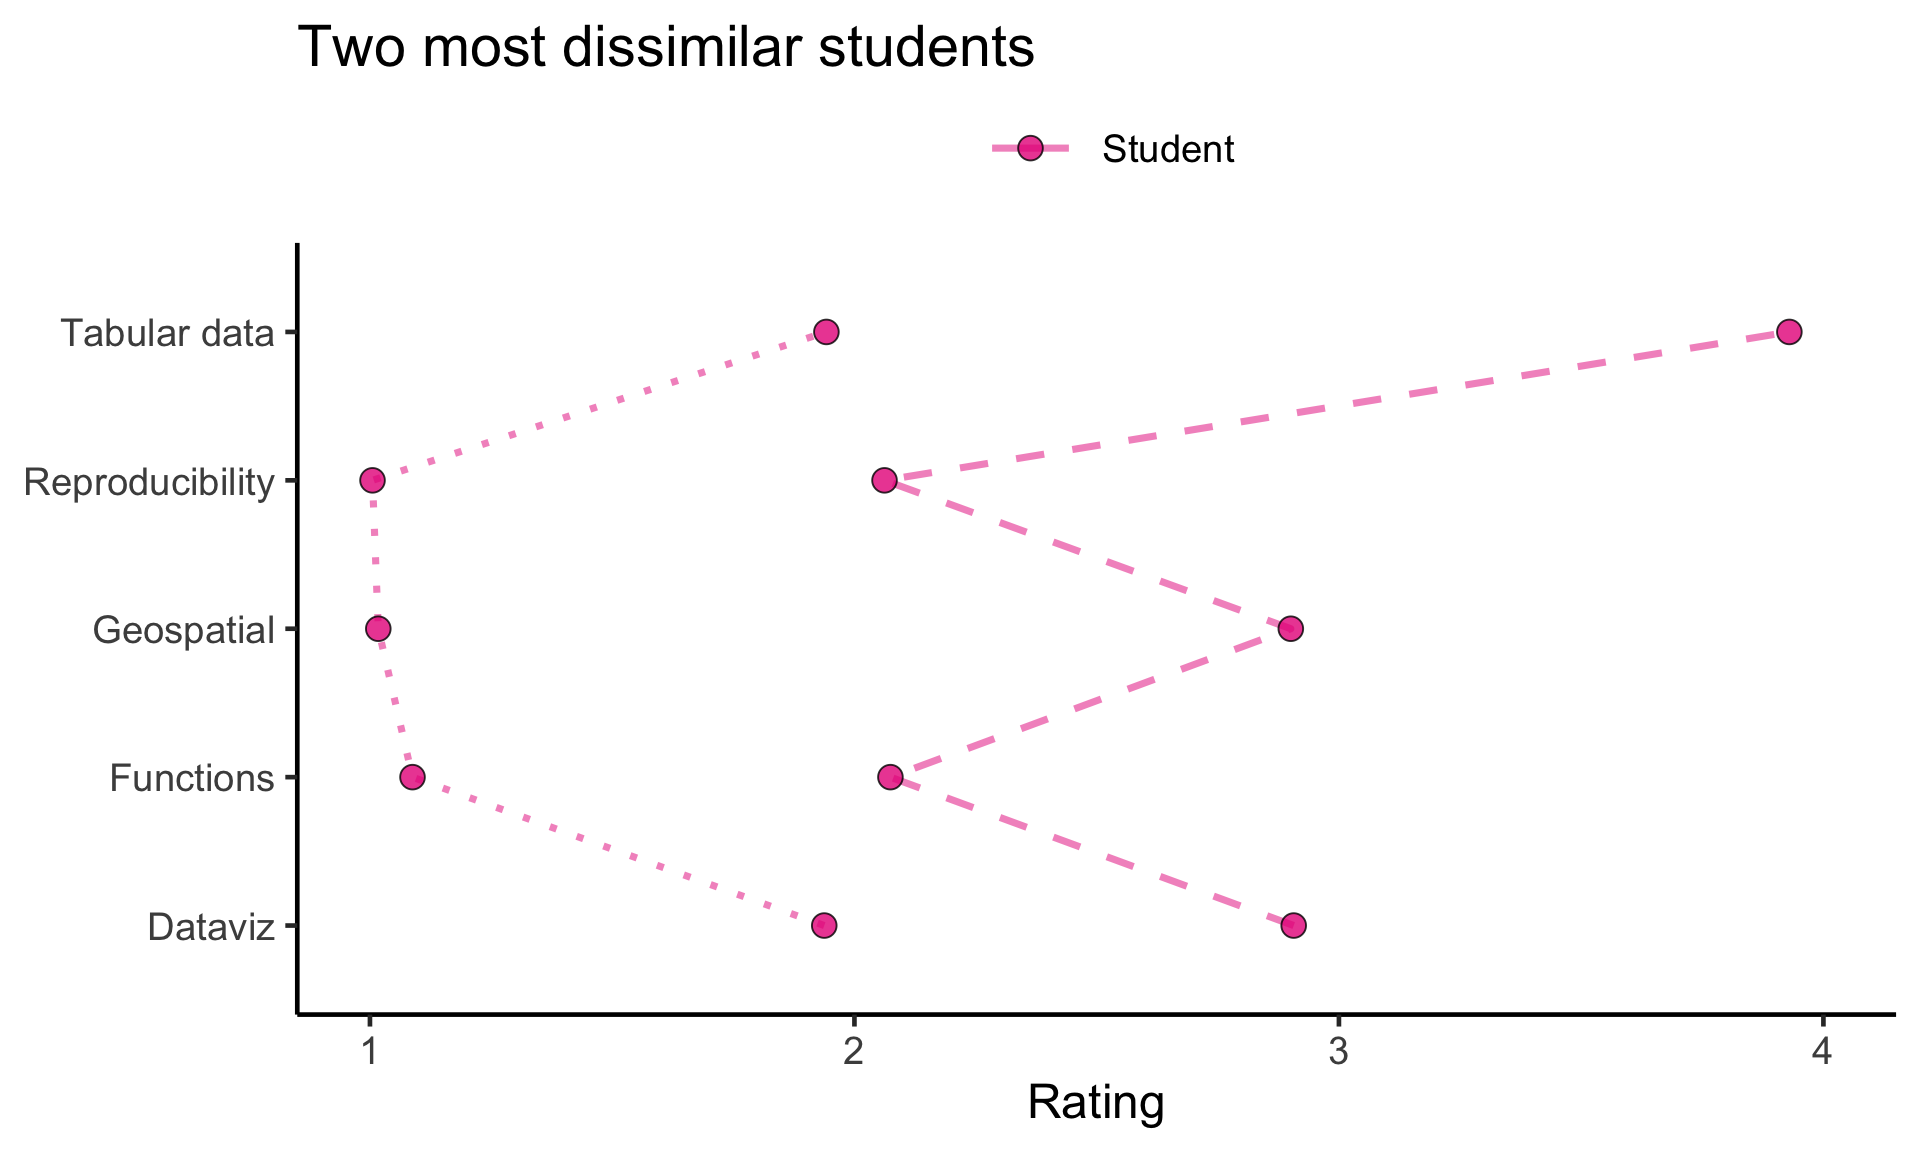 Two most dissimilar students
Student
Tabular data
Reproducibility
Geospatial
Functions
Dataviz
1 2 3 4
Rating